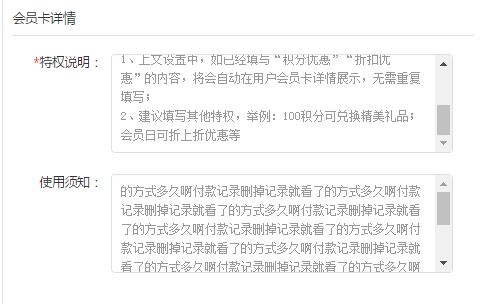 会员卡详情
*特权说明：
1、上文设置中，如已经填写“积分优惠”“折扣优
惠”的内容，将会自动在用户会员卡详情展示，无需重复
填写；
2、建议填写其他特权，举例：100积分可兑换精美礼品；
会员日可折上折优惠等
使用须知：
的方式多久啊付款记录删掉记录就看了的方式多久啊付款
记录删掉记录就看了的方式多久啊付款记录删掉记录就看
了的方式多久啊付款记录删掉记录就看了的方式多久啊付
款记录删掉记录就看了的方式多久啊付款记录删掉记录就
看了的方式多久啊付款记录删掉记录就看了的方式多久啊